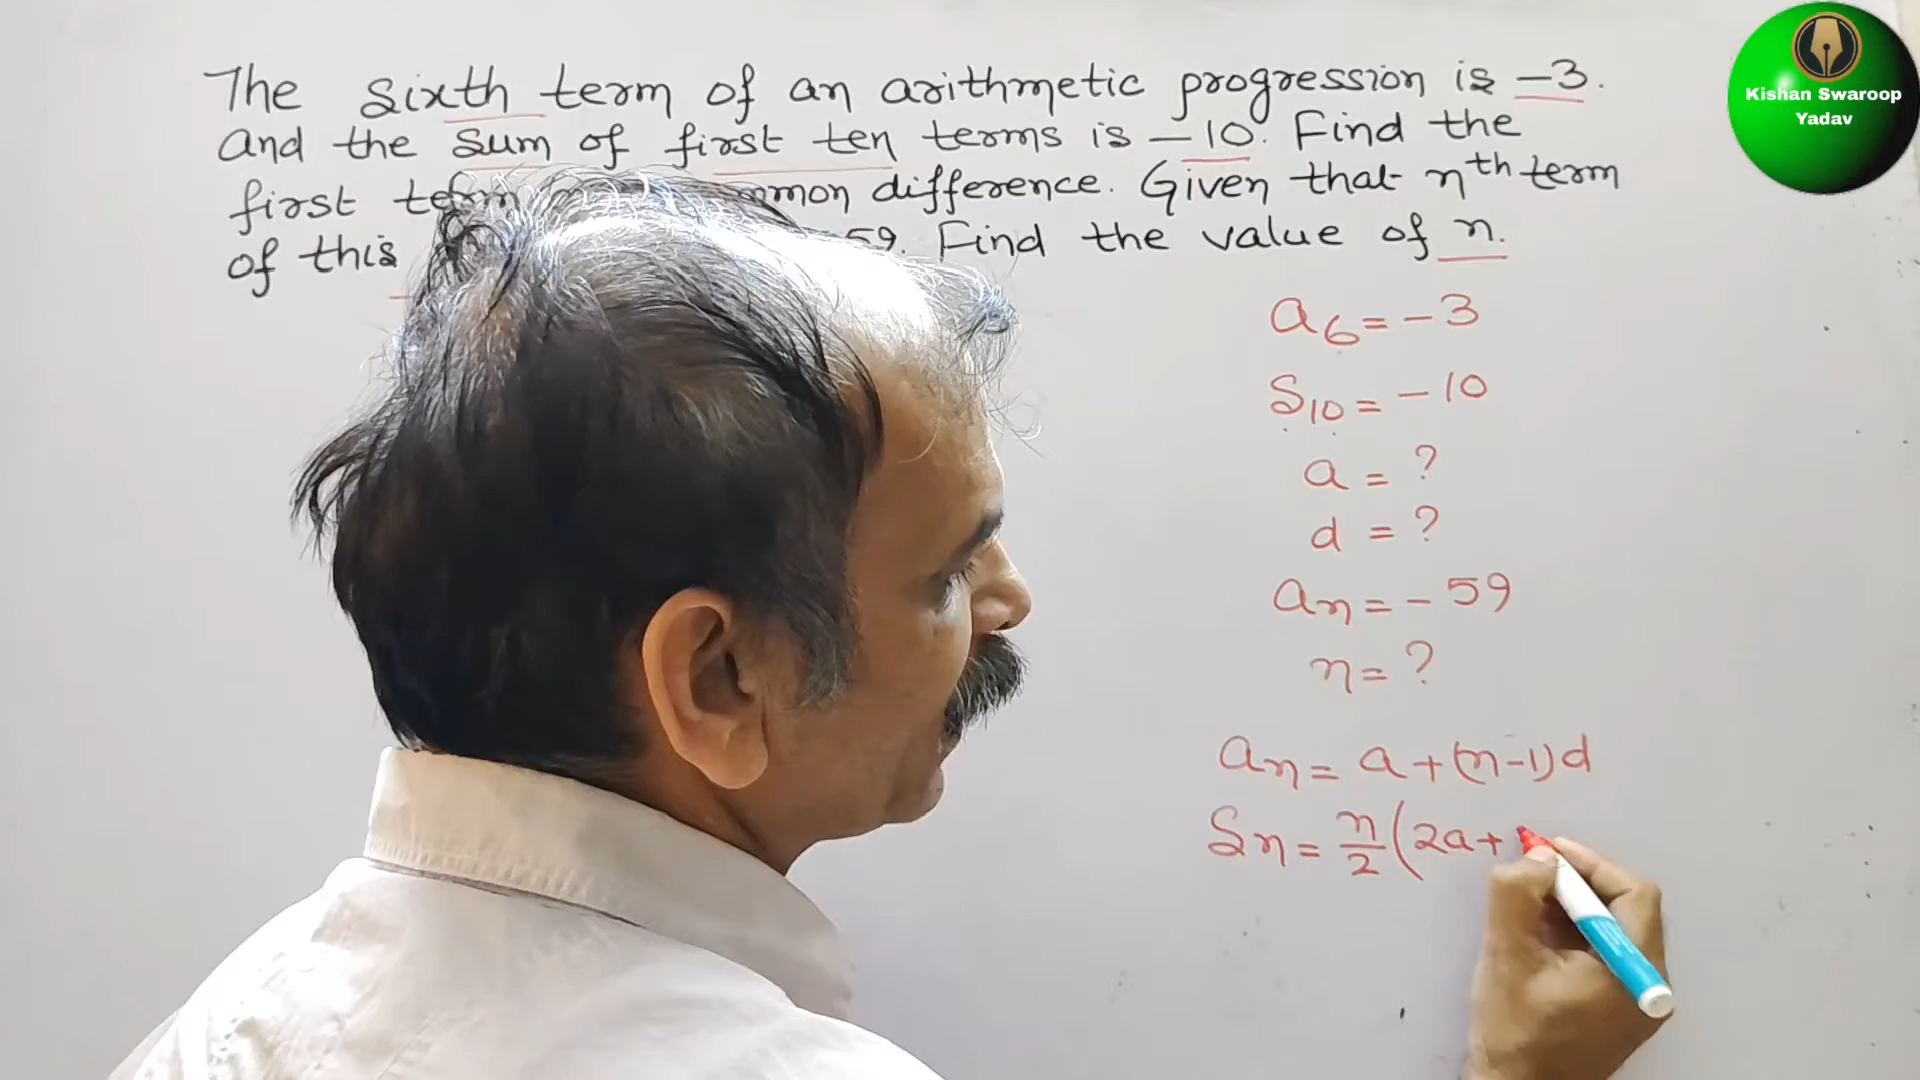 The sixth term of an arithmetic progression is -3.
And the sum of first ten terms is -10. Find the
first term mmon difference. Given that nth term
of this 59. Find the value of n.
a6 = -3
S10 = -10
a = ?
d = ?
an = -59
n = ?
an = a + (n-1)d
Sn = n/2 (2a+
Kishan Swaroop
Yadav